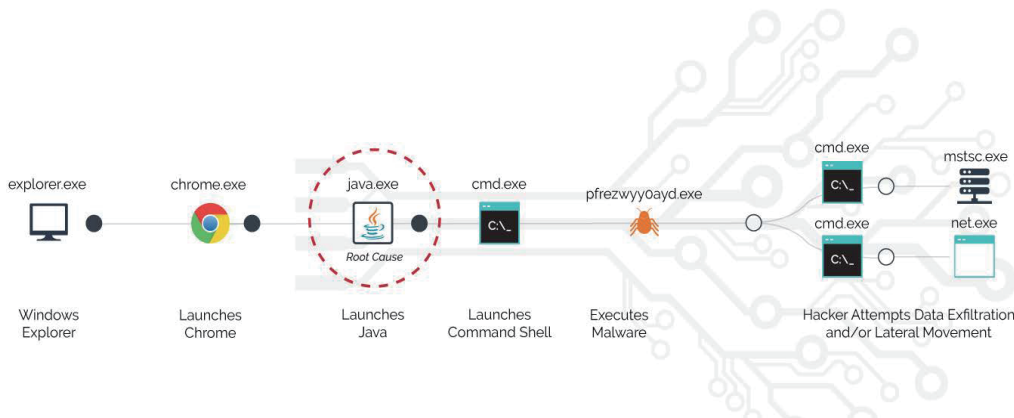 explorer.exe
chrome.exe
java.exe
cmd.exe
pfrezwyy0ayd.exe
cmd.exe
mstsc.exe
C:\_
C:\_
Root Cause
cmd.exe
net.exe
C:\_
Windows
Explorer
Launches
Chrome
Launches
Java
Launches
Command Shell
Executes
Malware
Hacker Attempts Data Exfiltration
and/or Lateral Movement